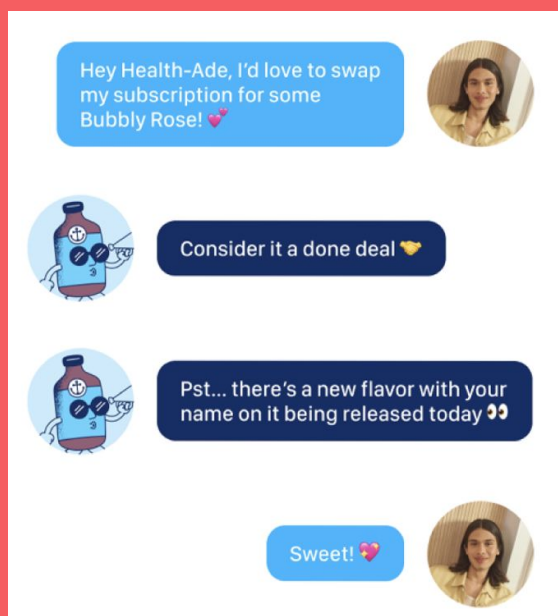 Hey Health-Ade, I’d love to swap
my subscription for some
Bubbly Rose! 💕
Consider it a done deal 🤝
Pst... there’s a new flavor with your
name on it being released today 👀
Sweet! 💖